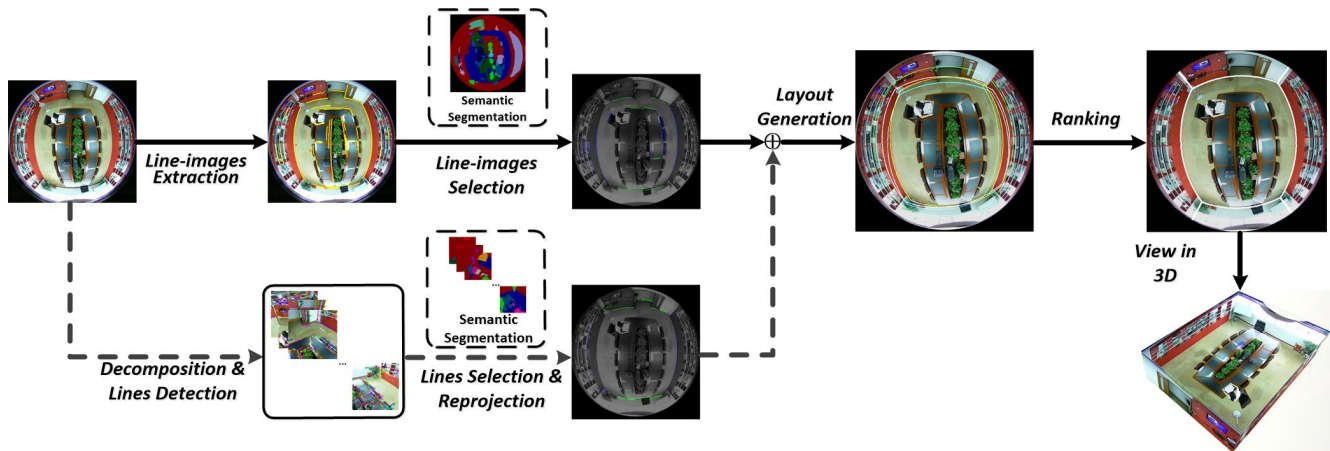 Semantic
Segmentation
Line-images
Extraction
Line-images
Selection
Layout
Generation
Ranking
View in
3D
...
Semantic
Segmentation
...
Decomposition &
Lines Detection
Lines Selection &
Reprojection